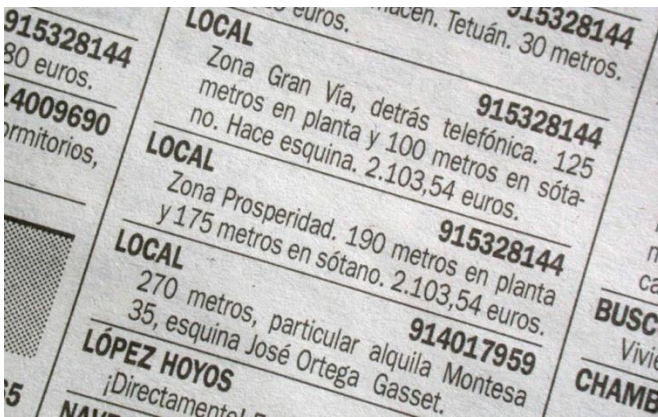 915328144
80 euros.
14009690
ormitorios,
915328144
Tetuán. 30 metros.
euros.
LOCAL 915328144
Zona Gran Vía, detrás telefónica. 125
metros en planta y 100 metros en sóta-
no. Hace esquina. 2.103,54 euros.
LOCAL 915328144
Zona Prosperidad. 190 metros en planta
y 175 metros en sótano. 2.103,54 euros.
LOCAL 914017959
270 metros, particular alquila Montesa
35, esquina José Ortega Gasset.
LÓPEZ HOYOS
¡Directamente!
BUSC
Vivie
CHAMB